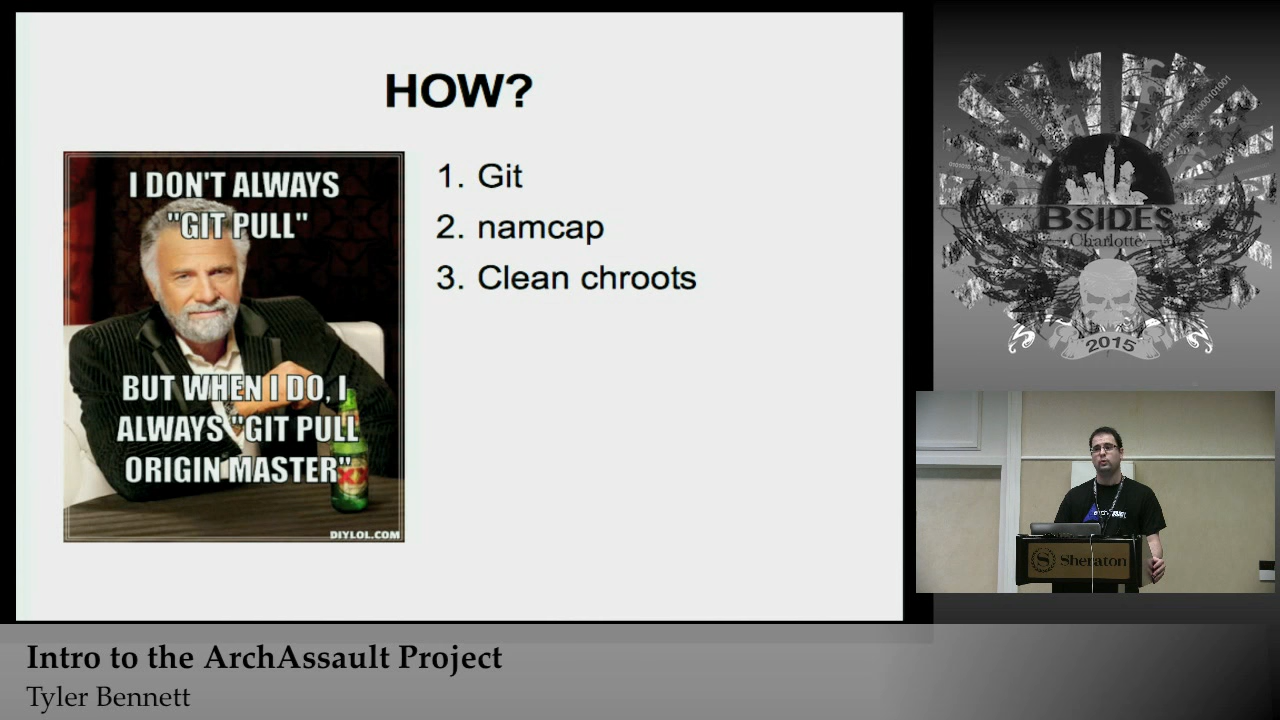 HOW?
I DON'T ALWAYS
"GIT PULL"
BUT WHEN I DO, I
ALWAYS "GIT PULL
ORIGIN MASTER"
XX
DIYLOL.COM
1. Git
2. namcap
3. Clean chroots
BSIDES
Charlotte
2015
Sheraton
Intro to the ArchAssault Project
Tyler Bennett